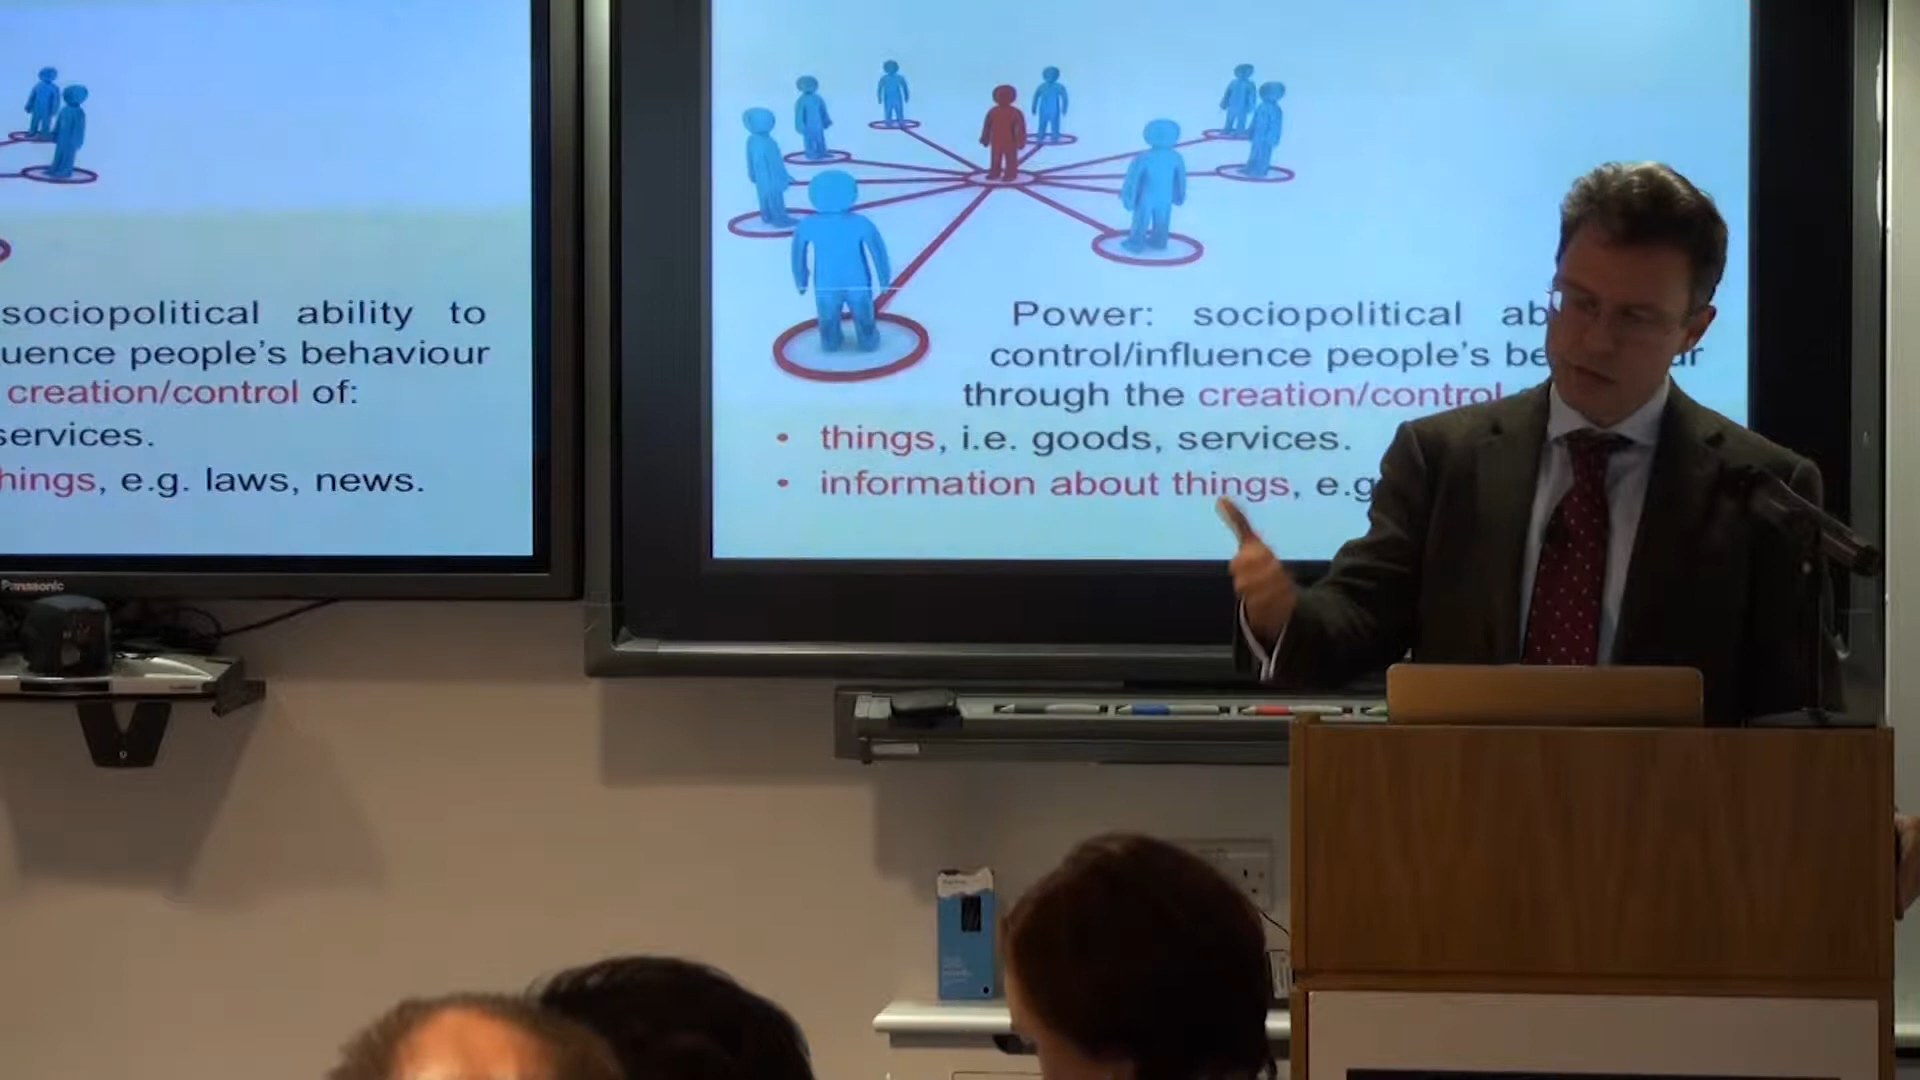 sociopolitical ability to
uence people's behaviour
creation/control of:
services.
hings, e.g. laws, news.
Panasonic
Power: sociopolitical ab
control/influence people's be
through the creation/control
• things, i.e. goods, services.
• information about things, e.g